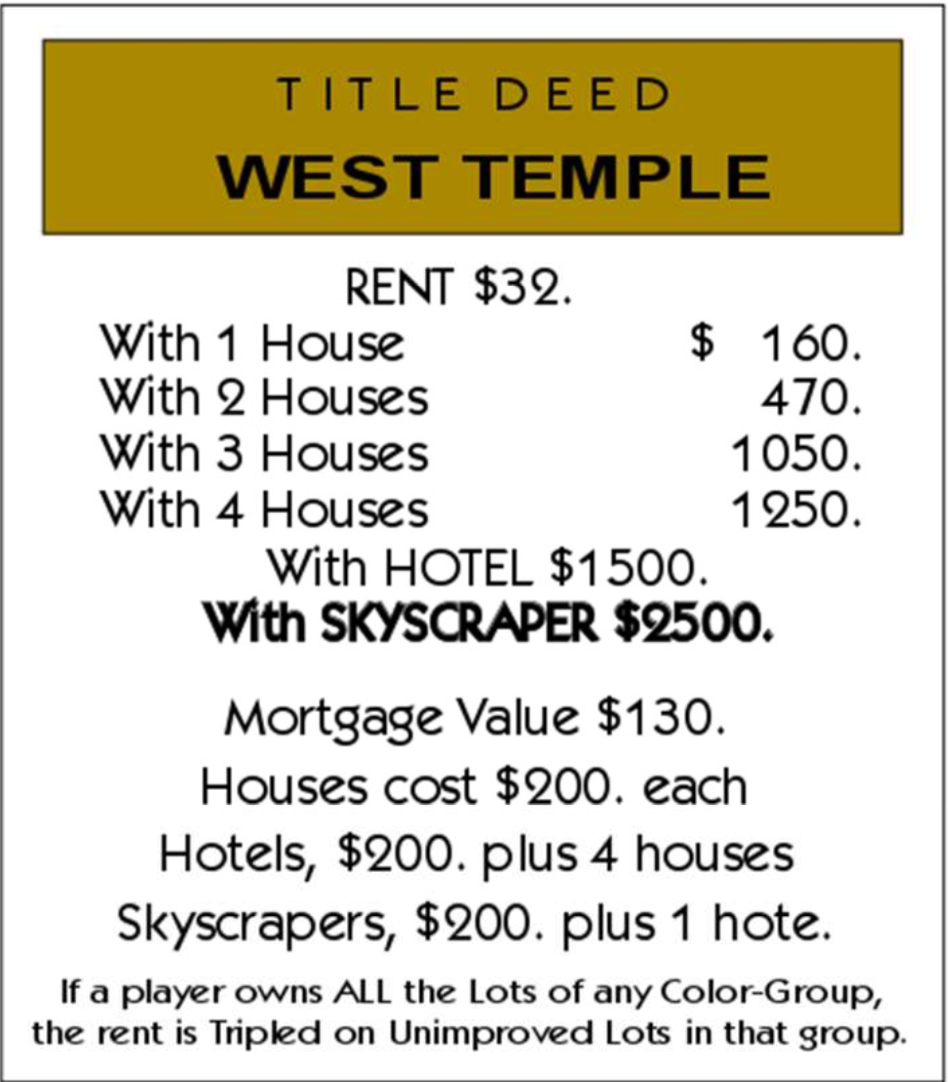 TITLE DEED
WEST TEMPLE
RENT $32.
With 1 House $ 160.
With 2 Houses 470.
With 3 Houses 1050.
With 4 Houses 1250.
With HOTEL $1500.
With SKYSCRAPER $2500.
Mortgage Value $130.
Houses cost $200. each
Hotels, $200. plus 4 houses
Skyscrapers, $200. plus 1 hote.
If a player owns ALL the Lots of any Color-Group,
the rent is Tripled on Unimproved Lots in that group.